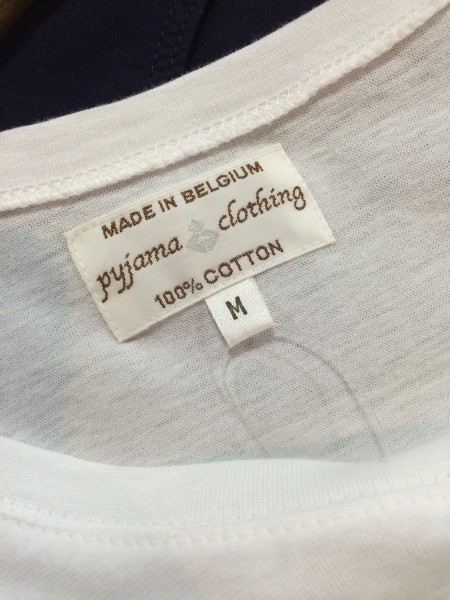 MADE IN BELGIUM
pyjama clothing
100% COTTON
M